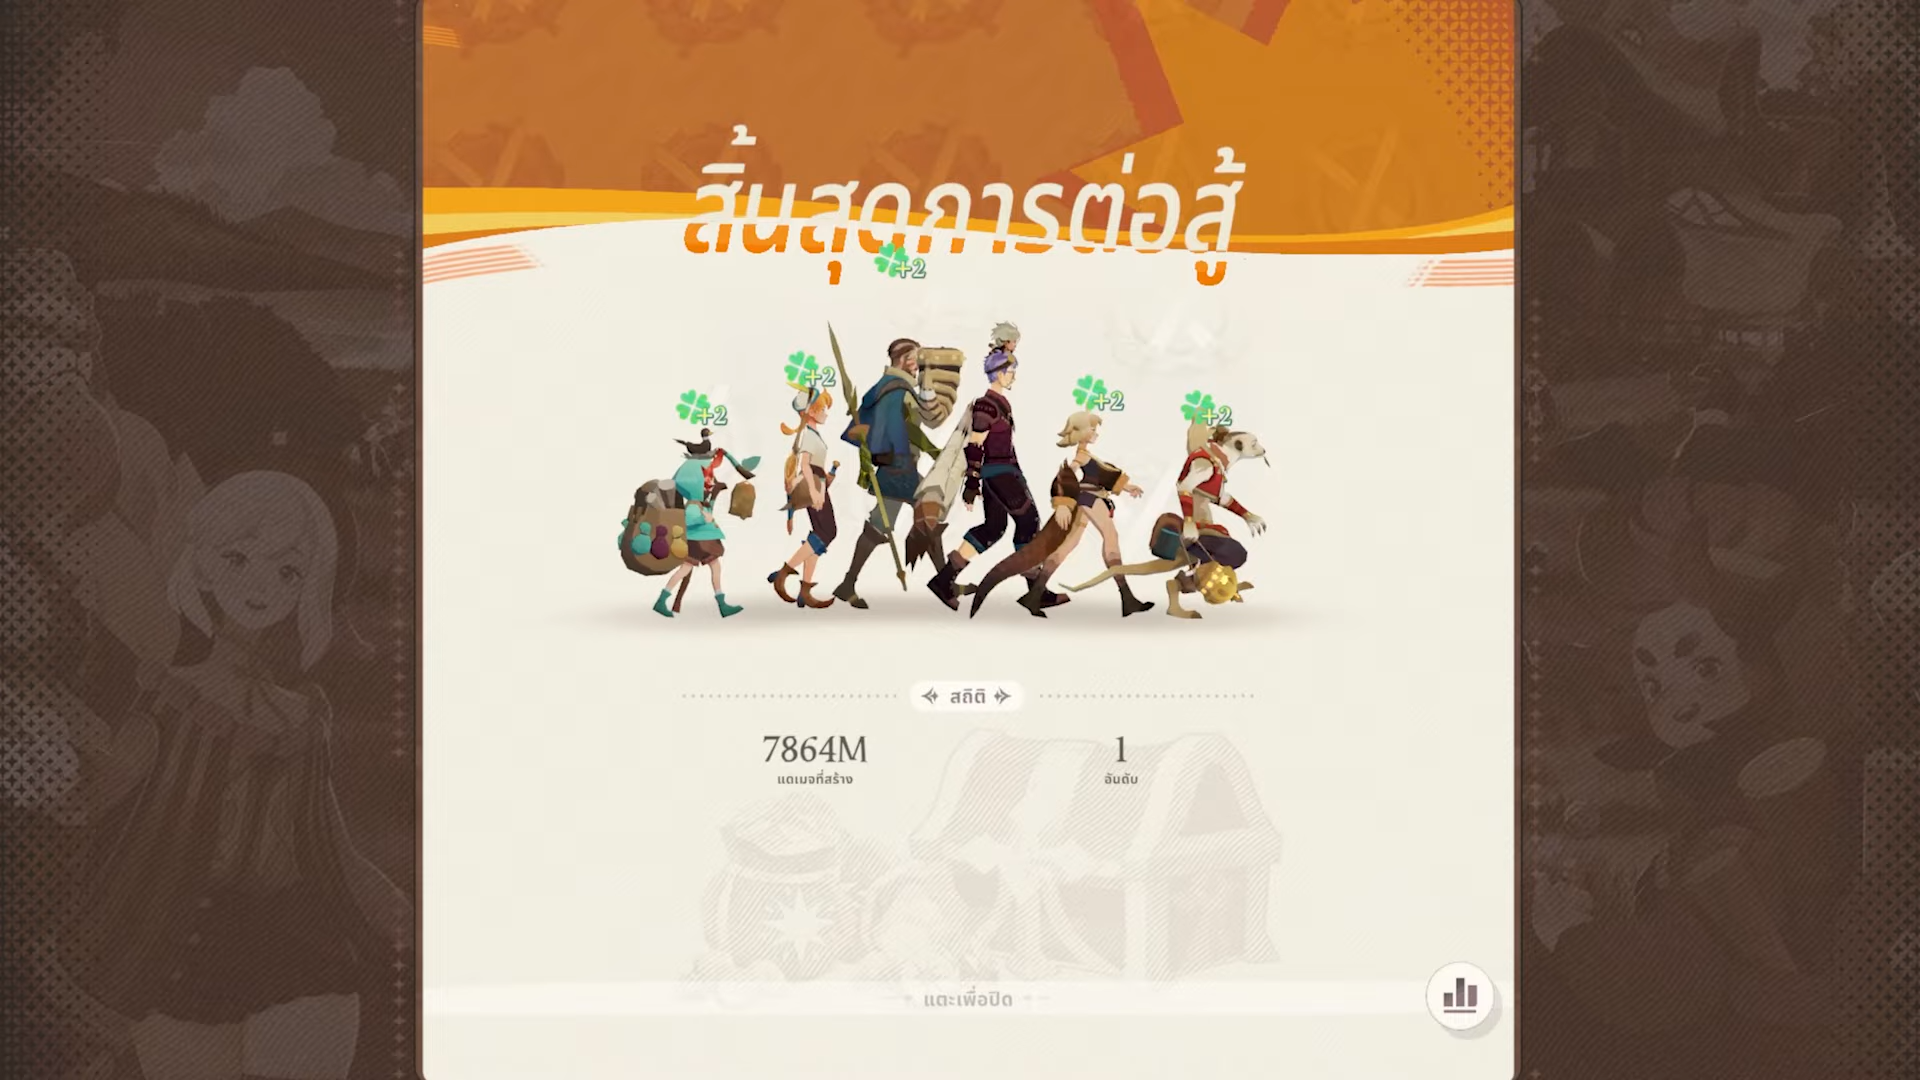 สิ้นสุดการต่อสู้
+2
+2
+2
+2
+2
สถิติ
7864M
แดเมจที่สร้าง
1
อันดับ
แตะเพื่อปิด